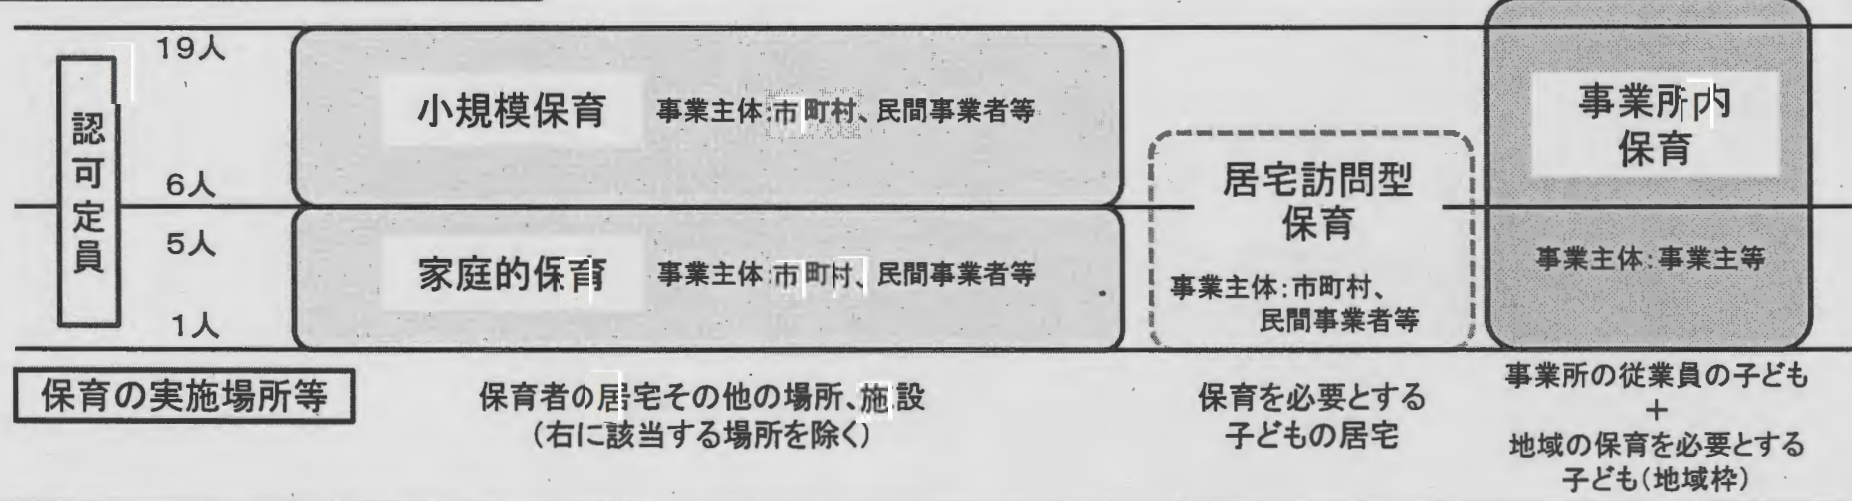 認可定員
19人
6人
5人
1人
小規模保育
事業主体:市町村、民間事業者等
家庭的保育
事業主体:市町村、民間事業者等
居宅訪問型
保育
事業主体:市町村、
民間事業者等
事業所内
保育
事業主体:事業主等
保育の実施場所等
保育者の居宅その他の場所、施設
(右に該当する場所を除く)
保育を必要とする
子どもの居宅
事業所の従業員の子ども
+
地域の保育を必要とする
子ども(地域枠)